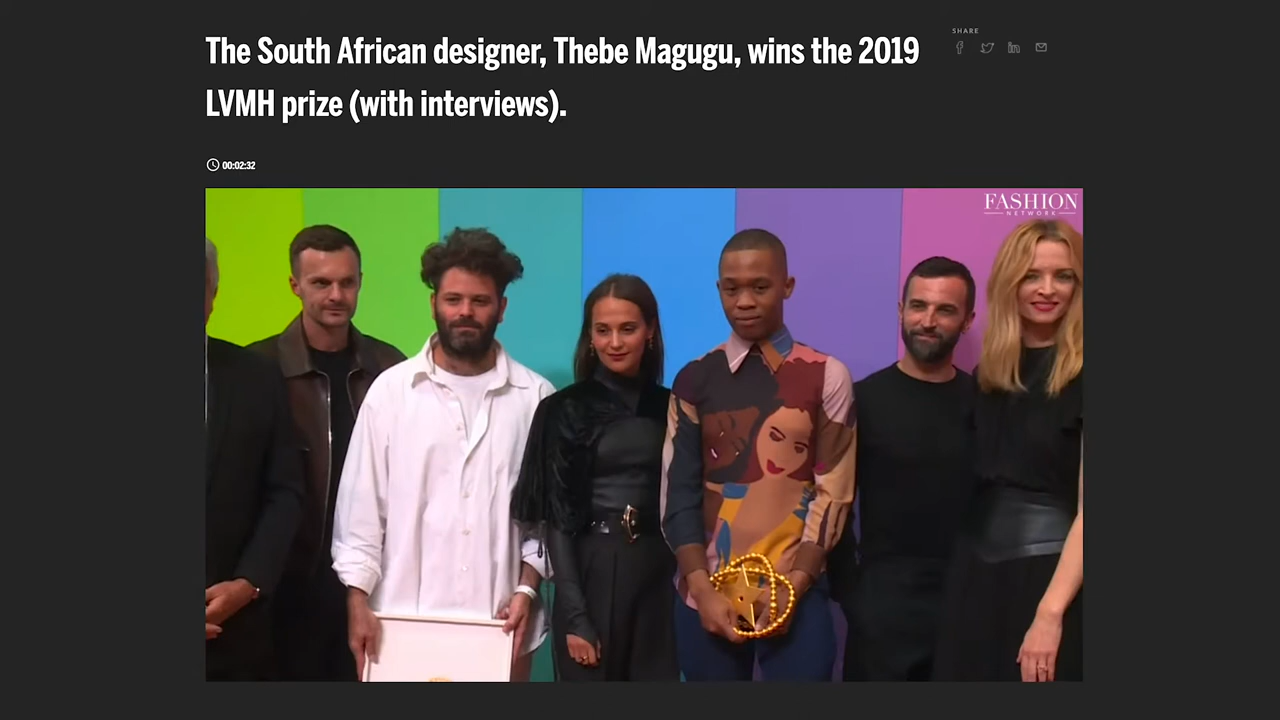 The South African designer, Thebe Magugu, wins the 2019
LVMH prize (with interviews).
SHARE
00:02:32
FASHION
NETWORK